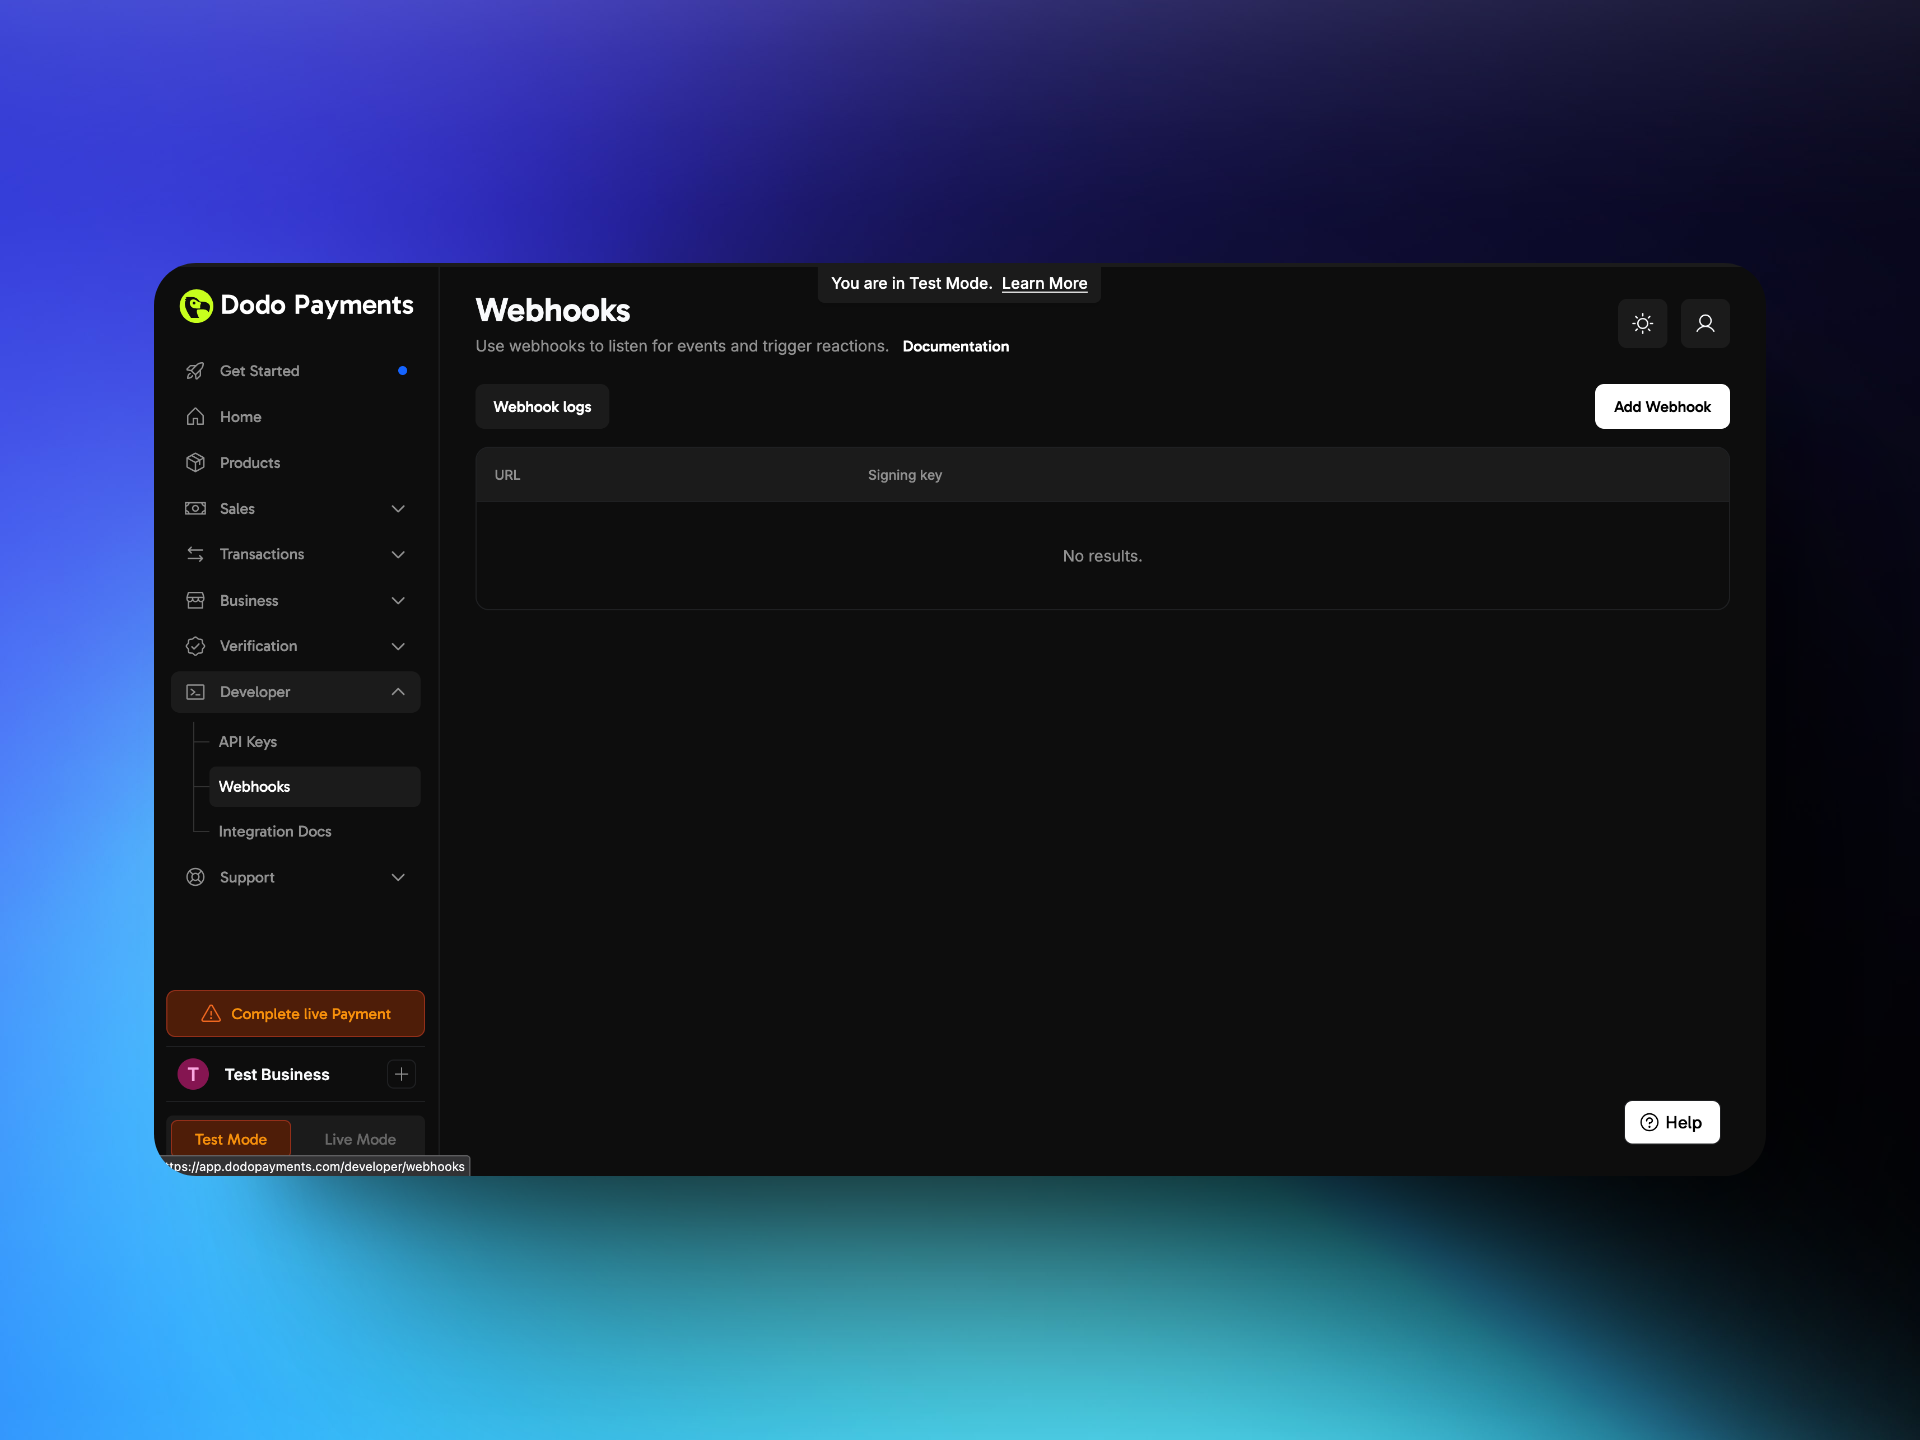 Dodo Payments
Get Started
Home
Products
Sales
Transactions
Business
Verification
Developer
API Keys
Webhooks
Integration Docs
Support
Complete live Payment
T
Test Business
Test Mode
Live Mode
tps://app.dodopayments.com/developer/webhooks
You are in Test Mode. Learn More
Webhooks
Use webhooks to listen for events and trigger reactions. Documentation
Webhook logs
Add Webhook
URL
Signing key
No results.
Help